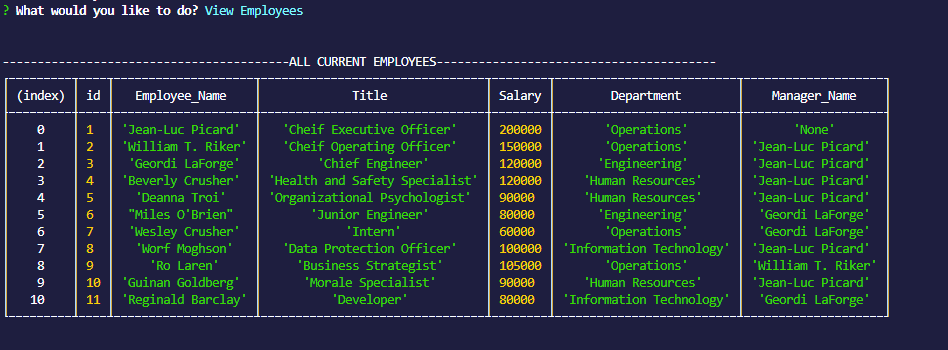 ? What would you like to do? View Employees
-----------------------------------------ALL CURRENT EMPLOYEES----------------------------------------
(index) id Employee_Name Title Salary Department Manager_Name
0 1 'Jean-Luc Picard' 'Cheif Executive Officer' 200000 'Operations' 'None'
1 2 'William T. Riker' 'Cheif Operating Officer' 150000 'Operations' 'Jean-Luc Picard'
2 3 'Geordi LaForge' 'Chief Engineer' 120000 'Engineering' 'Jean-Luc Picard'
3 4 'Beverly Crusher' 'Health and Safety Specialist' 120000 'Human Resources' 'Jean-Luc Picard'
4 5 'Deanna Troi' 'Organizational Psychologist' 90000 'Human Resources' 'Jean-Luc Picard'
5 6 "Miles O'Brien" 'Junior Engineer' 80000 'Engineering' 'Geordi LaForge'
6 7 'Wesley Crusher' 'Intern' 60000 'Operations' 'Geordi LaForge'
7 8 'Worf Moghson' 'Data Protection Officer' 100000 'Information Technology' 'Jean-Luc Picard'
8 9 'Ro Laren' 'Business Strategist' 105000 'Operations' 'William T. Riker'
9 10 'Guinan Goldberg' 'Morale Specialist' 90000 'Human Resources' 'Jean-Luc Picard'
10 11 'Reginald Barclay' 'Developer' 80000 'Information Technology' 'Geordi LaForge'